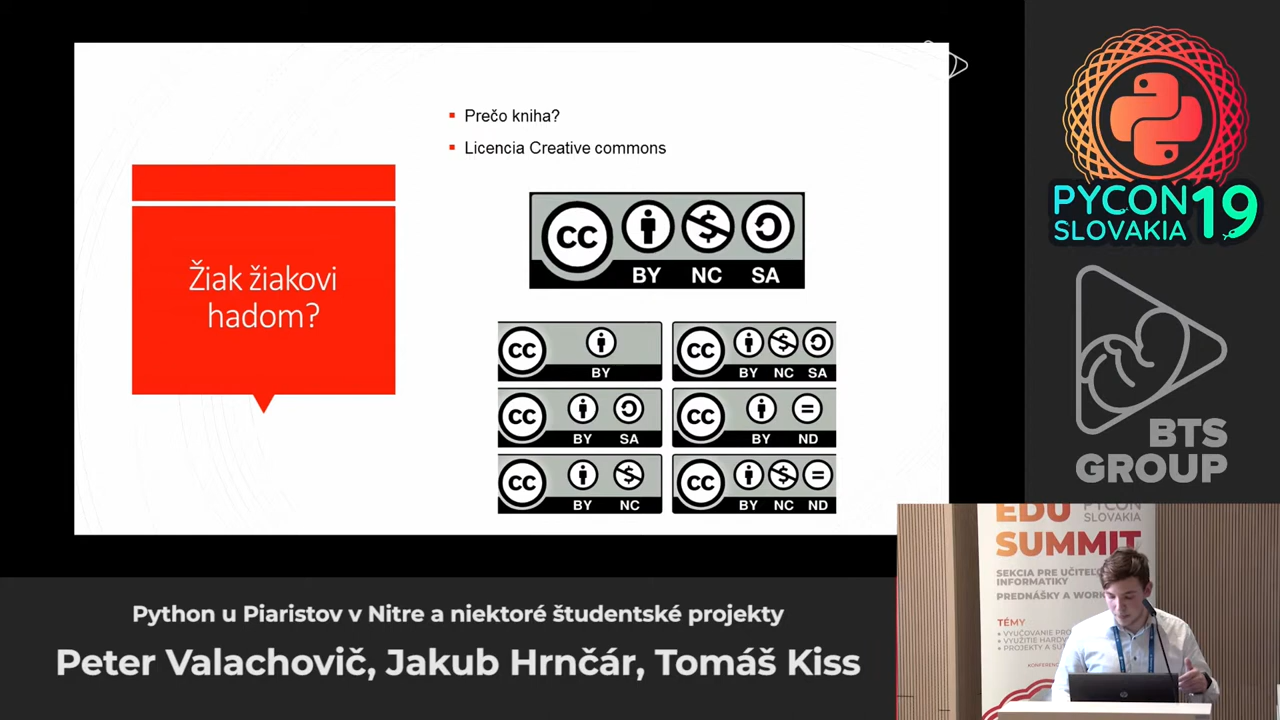 Prečo kniha?
Licencia Creative commons
Žiak žiakovi
hadom?
CC BY NC SA
CC BY
CC BY NC SA
CC BY SA
CC BY ND
CC BY NC
CC BY NC ND
PYCON
SLOVAKIA 19
BTS
GROUP
EDU PYCON
SLOVAKIA
SUMMIT
SEKCIA PRE
INFORMATIKY
PREDNÁŠKY A
TÉMY
Python u Piaristov v Nitre a niektoré študentské projekty
Peter Valachovič, Jakub Hrnčár, Tomáš Kiss